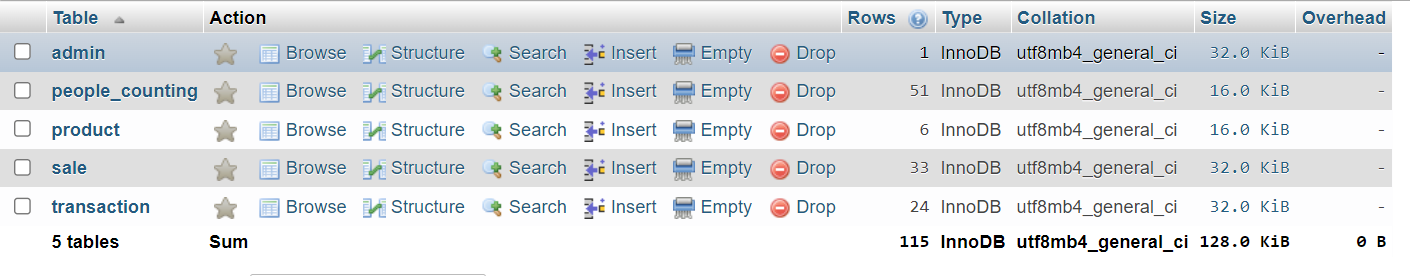 Table Action Rows Type Collation Size Overhead
admin Browse Structure Search Insert Empty Drop 1 InnoDB utf8mb4_general_ci 32.0 KiB -
people_counting Browse Structure Search Insert Empty Drop 51 InnoDB utf8mb4_general_ci 16.0 KiB -
product Browse Structure Search Insert Empty Drop 6 InnoDB utf8mb4_general_ci 16.0 KiB -
sale Browse Structure Search Insert Empty Drop 33 InnoDB utf8mb4_general_ci 32.0 KiB -
transaction Browse Structure Search Insert Empty Drop 24 InnoDB utf8mb4_general_ci 32.0 KiB -
5 tables Sum 115 InnoDB utf8mb4_general_ci 128.0 KiB 0 B